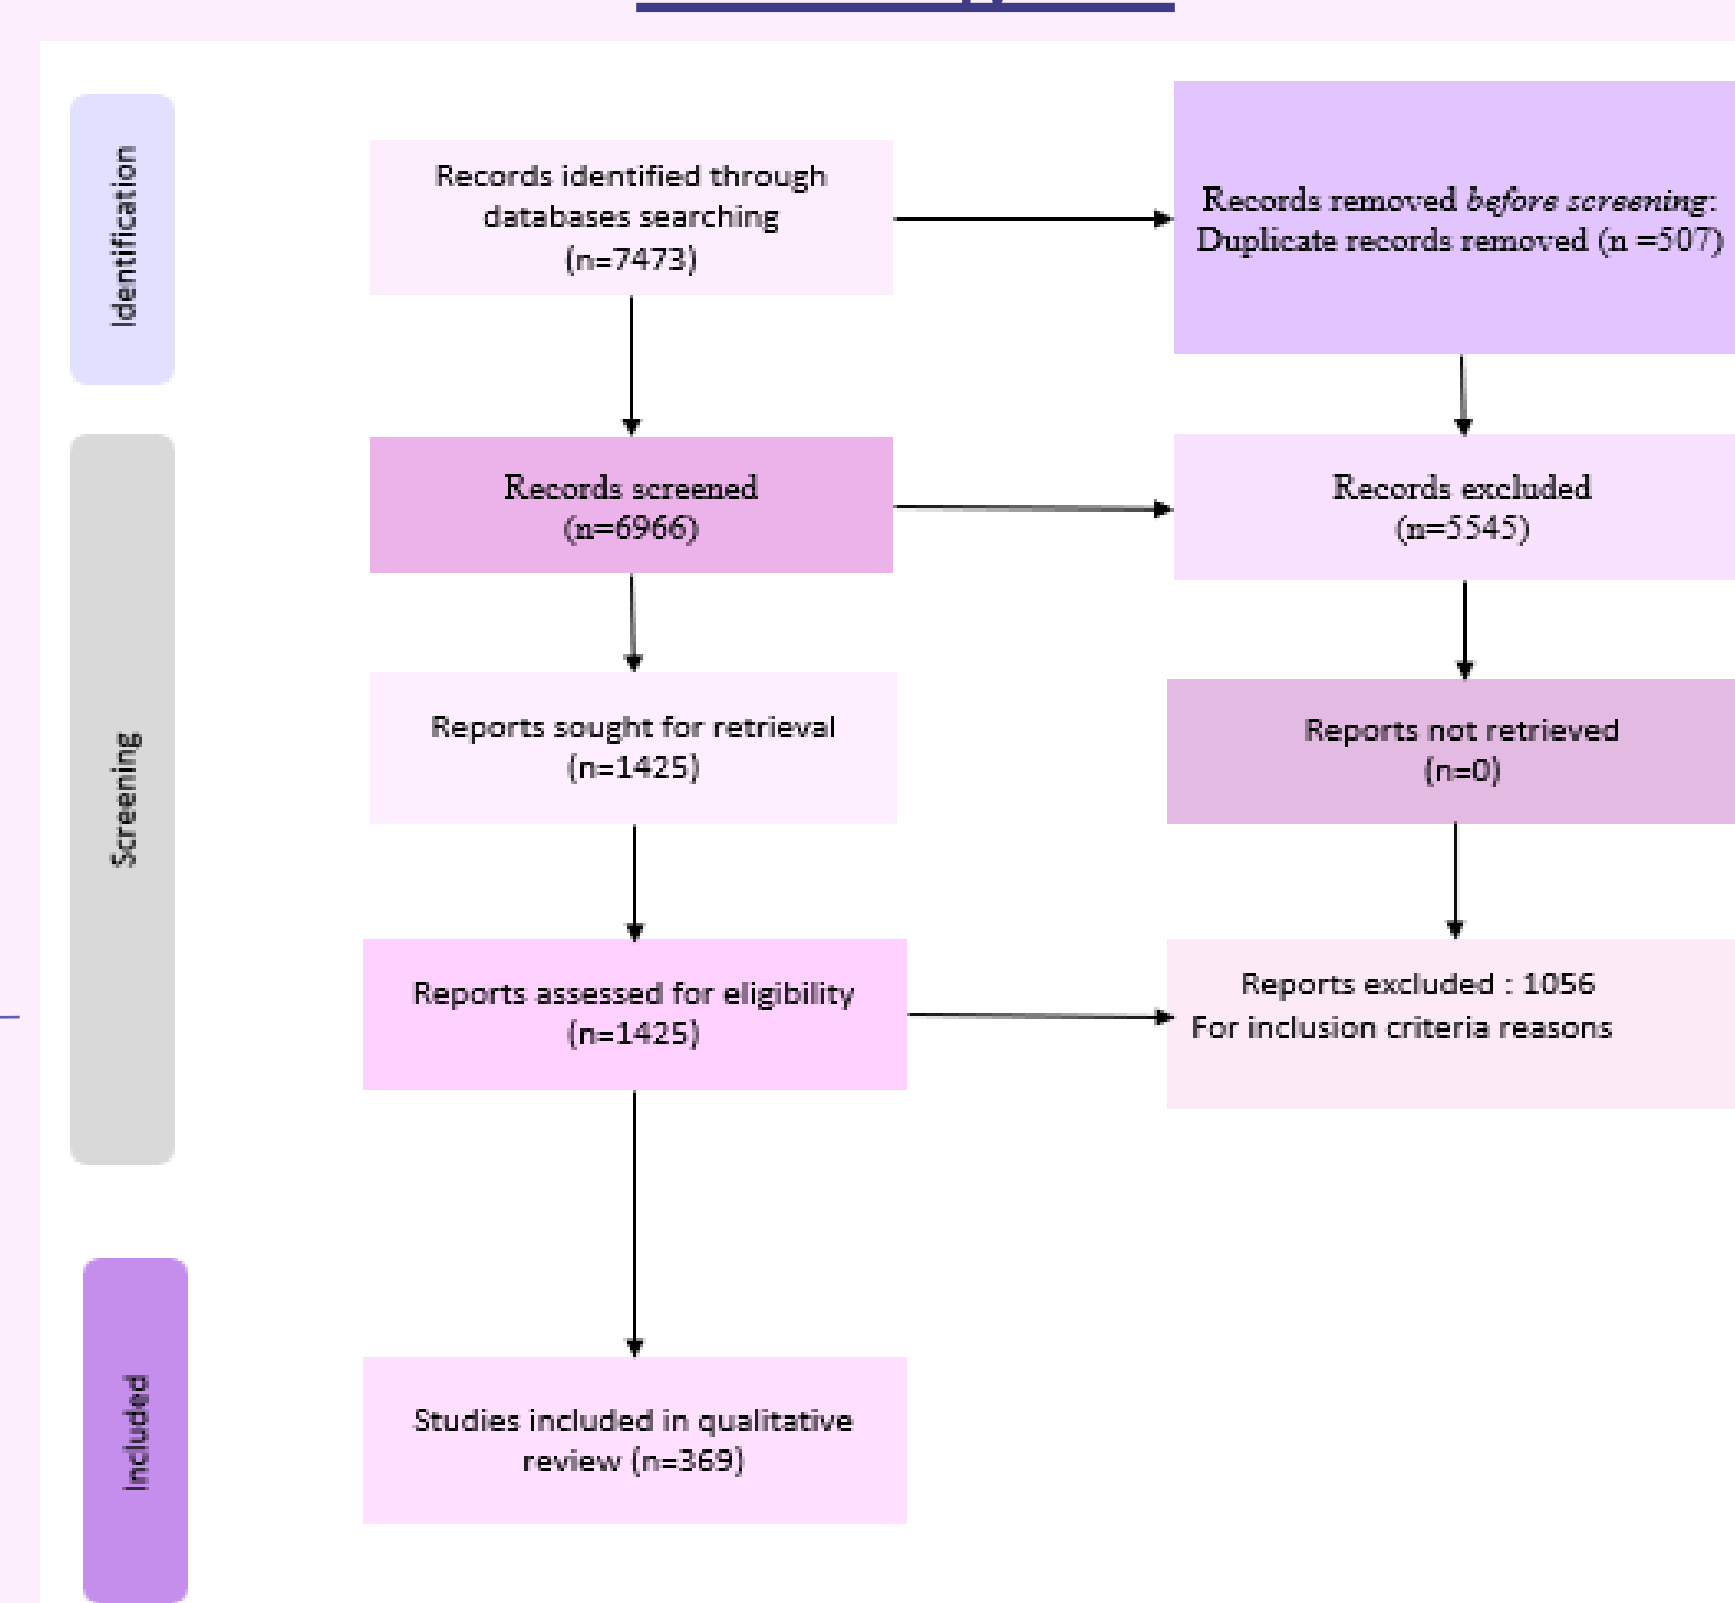 Identification
Records identified through
databases searching
(n=7473)
Records removed before screening:
Duplicate records removed (n =507)
Screening
Records screened
(n=6966)
Records excluded
(n=5545)
Reports sought for retrieval
(n=1425)
Reports not retrieved
(n=0)
Reports assessed for eligibility
(n=1425)
Reports excluded : 1056
For inclusion criteria reasons
Included
Studies included in qualitative
review (n=369)